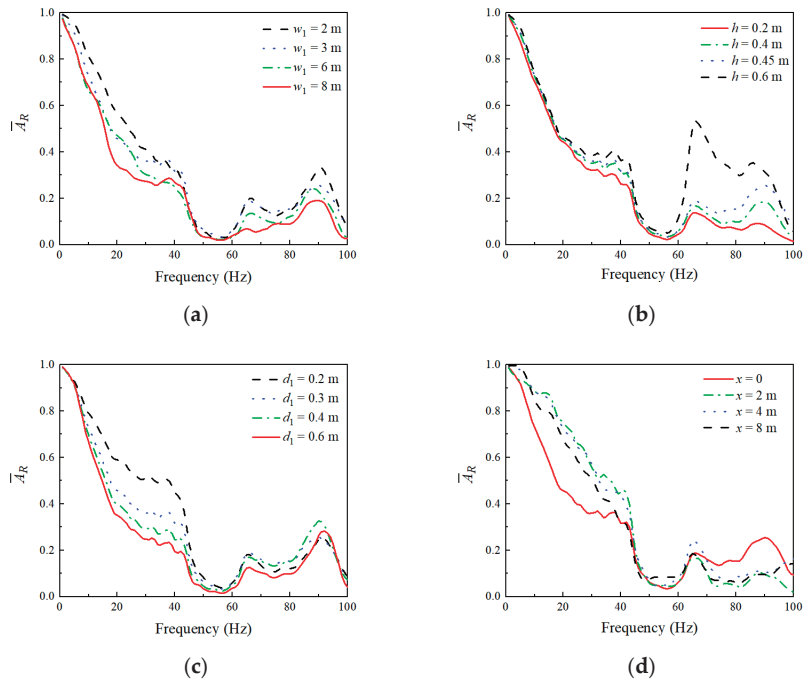 1.0
0.8
0.6
0.4
0.2
0.0
A̅_R
0 20 40 60 80 100
Frequency (Hz)
w₁ = 2 m
w₁ = 3 m
w₁ = 6 m
w₁ = 8 m
(a)
1.0
0.8
0.6
0.4
0.2
0.0
A̅_R
0 20 40 60 80 100
Frequency (Hz)
h = 0.2 m
h = 0.4 m
h = 0.45 m
h = 0.6 m
(b)
1.0
0.8
0.6
0.4
0.2
0.0
A̅_R
0 20 40 60 80 100
Frequency (Hz)
d₁ = 0.2 m
d₁ = 0.3 m
d₁ = 0.4 m
d₁ = 0.6 m
(c)
1.0
0.8
0.6
0.4
0.2
0.0
A̅_R
0 20 40 60 80 100
Frequency (Hz)
x = 0
x = 2 m
x = 4 m
x = 8 m
(d)